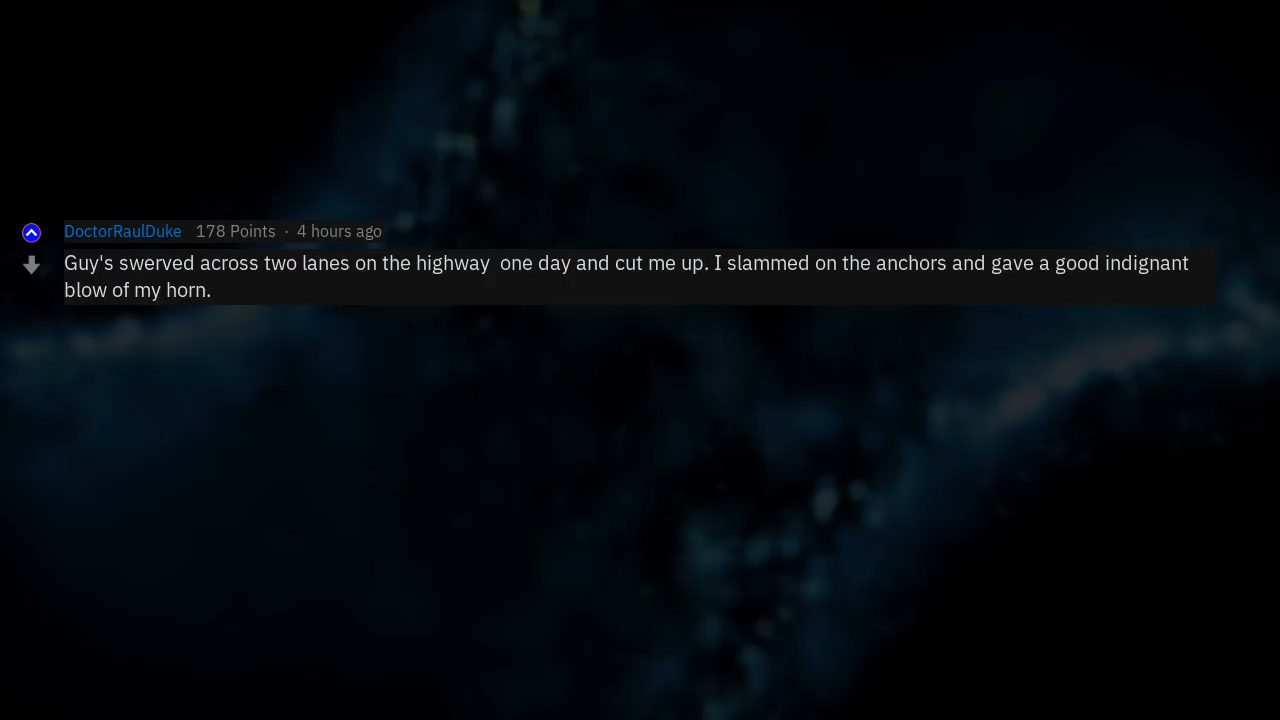 DoctorRaulDuke 178 Points · 4 hours ago
Guy's swerved across two lanes on the highway  one day and cut me up. I slammed on the anchors and gave a good indignant
blow of my horn.